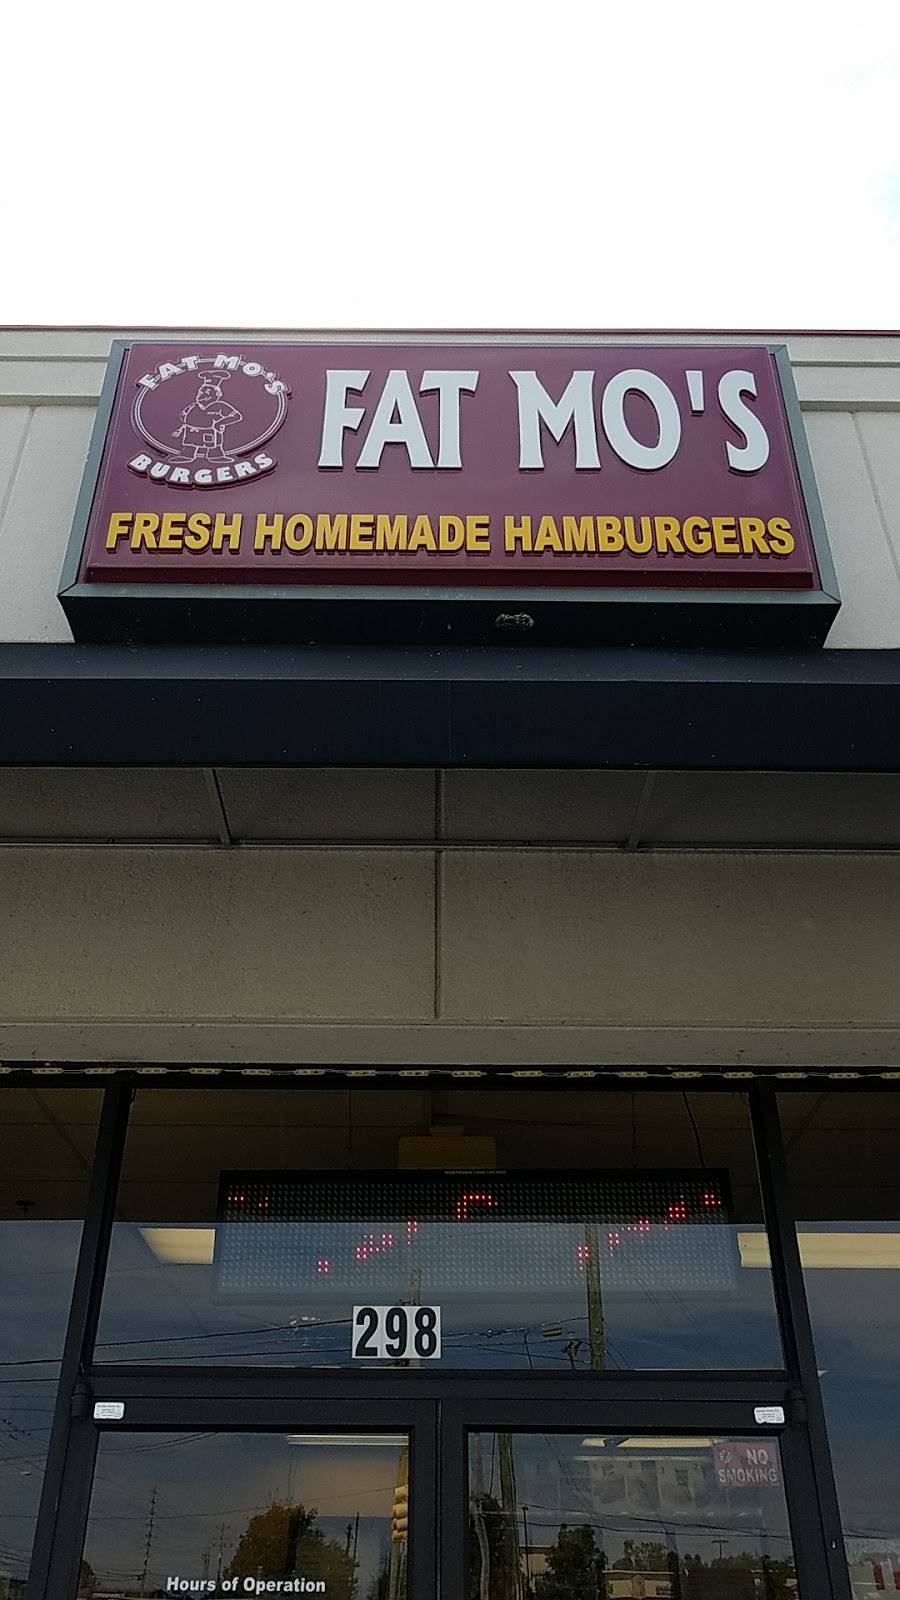 FAT MO'S
BURGERS
FAT MO'S
FRESH HOMEMADE HAMBURGERS
298
NO
SMOKING
Hours of Operation